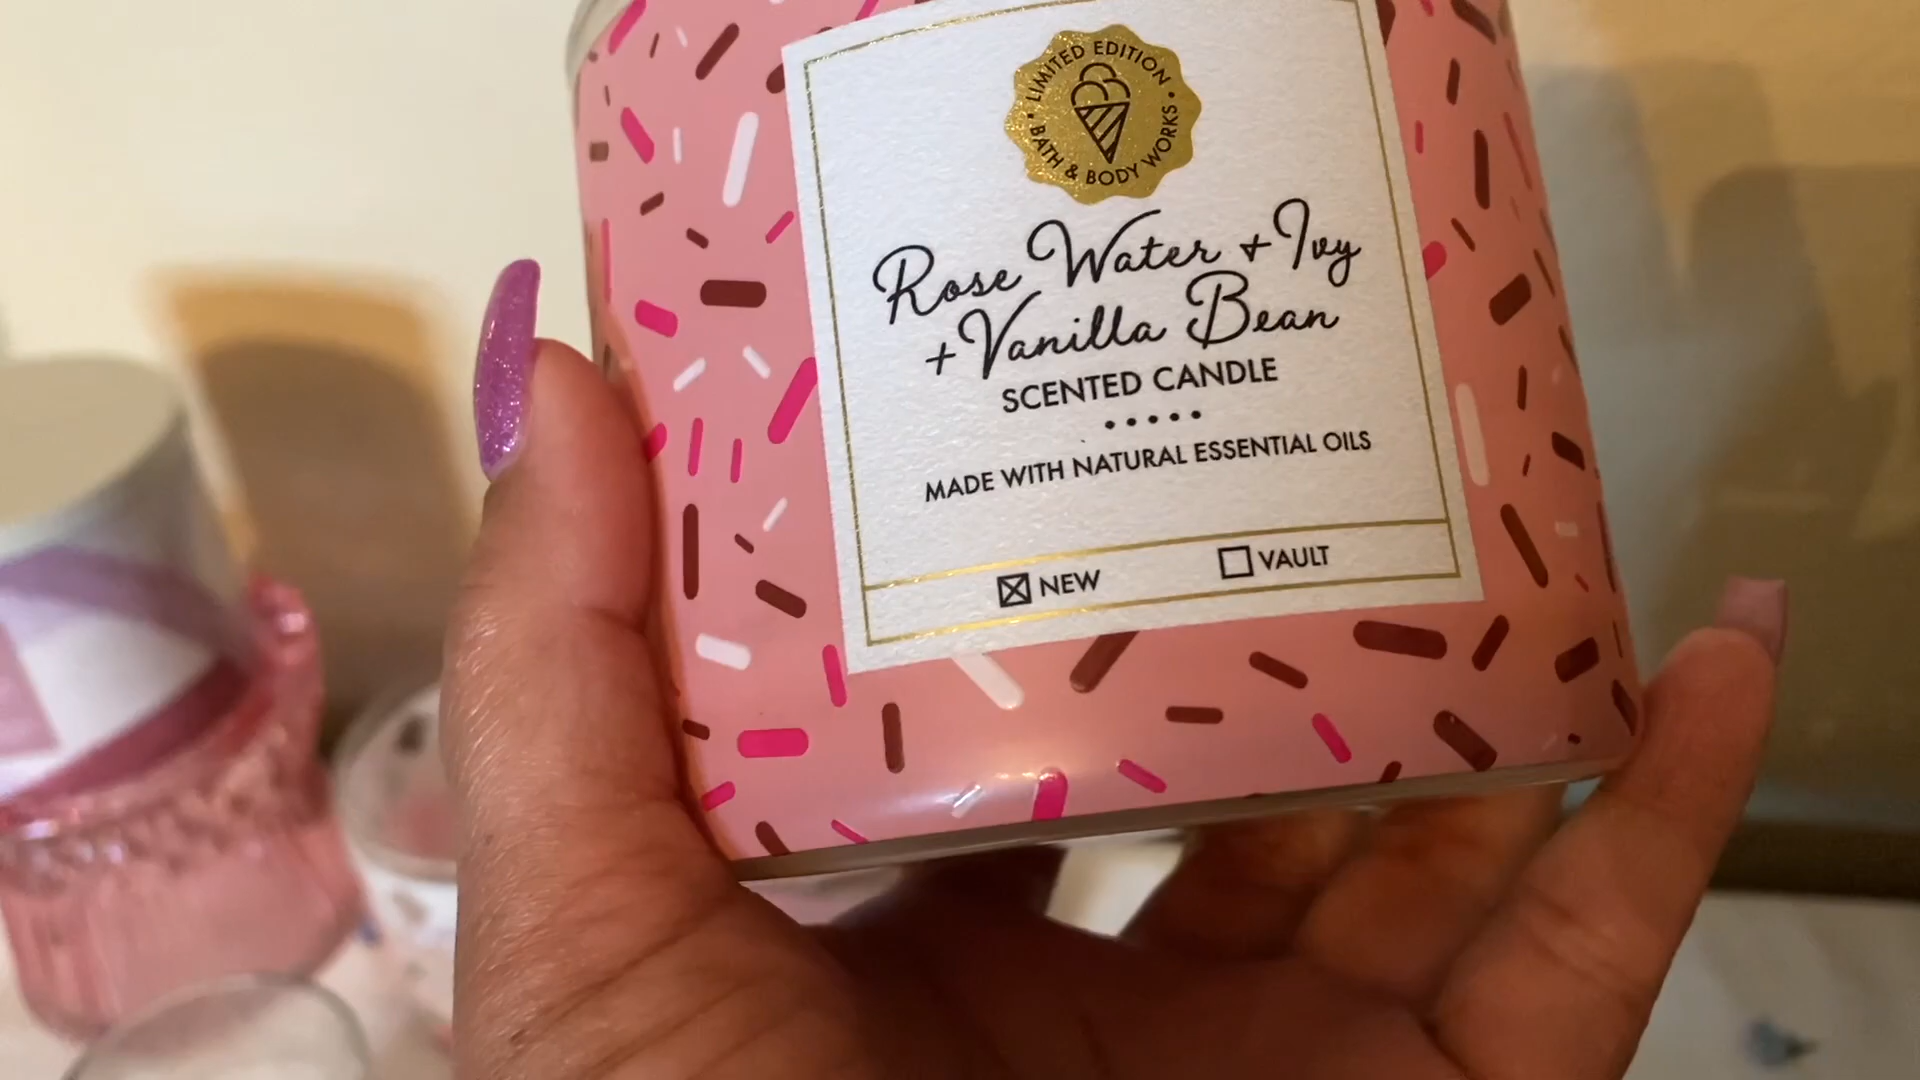 LIMITED EDITION
• BATH & BODY WORKS •
Rose Water + Ivy
+ Vanilla Bean
SCENTED CANDLE
MADE WITH NATURAL ESSENTIAL OILS
NEW
VAULT